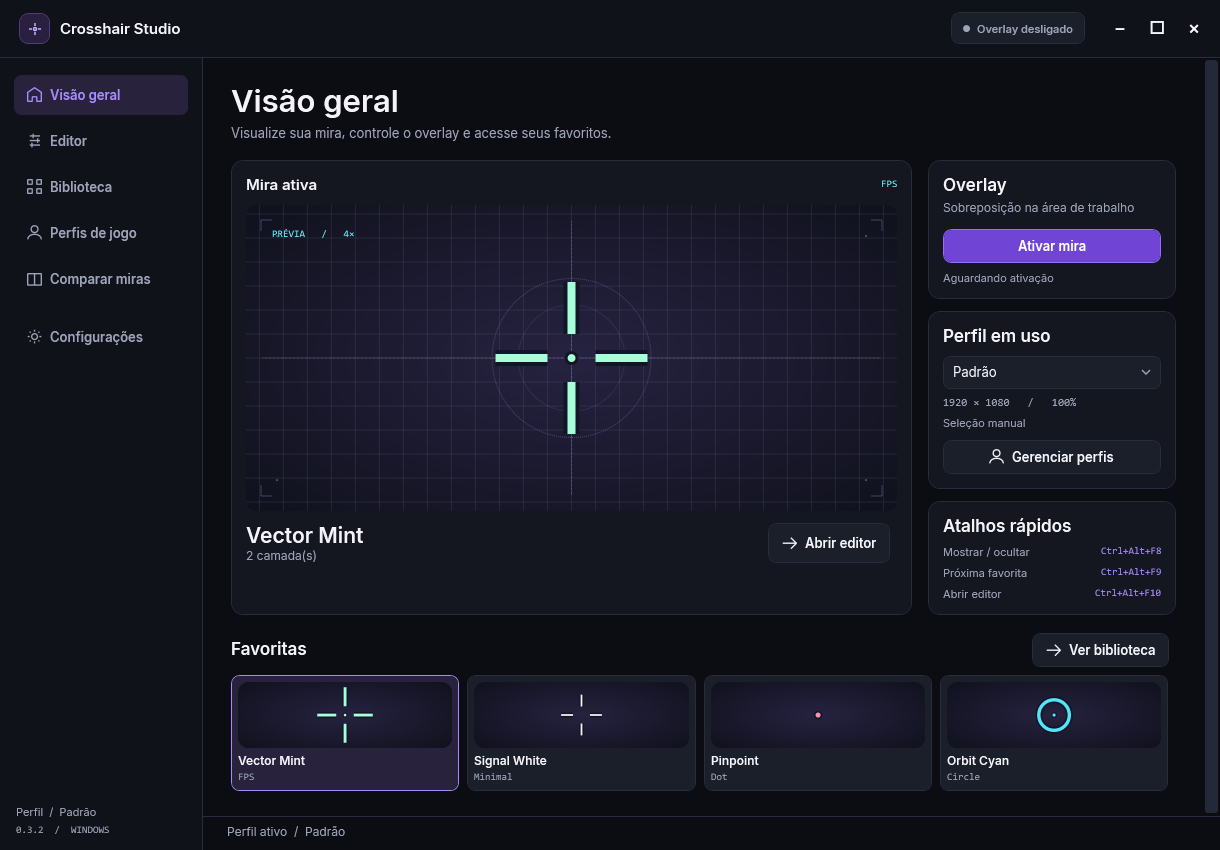 Crosshair Studio
Overlay desligado
Visão geral
Editor
Biblioteca
Perfis de jogo
Comparar miras
Configurações
Perfil / Padrão
0.3.2 / WINDOWS
Visão geral
Visualize sua mira, controle o overlay e acesse seus favoritos.
Mira ativa
FPS
PRÉVIA / 4×
Vector Mint
2 camada(s)
Abrir editor
Overlay
Sobreposição na área de trabalho
Ativar mira
Aguardando ativação
Perfil em uso
Padrão
1920 × 1080 / 100%
Seleção manual
Gerenciar perfis
Atalhos rápidos
Mostrar / ocultar Ctrl+Alt+F8
Próxima favorita Ctrl+Alt+F9
Abrir editor Ctrl+Alt+F10
Favoritas
Ver biblioteca
Vector Mint
FPS
Signal White
Minimal
Pinpoint
Dot
Orbit Cyan
Circle
Perfil ativo / Padrão